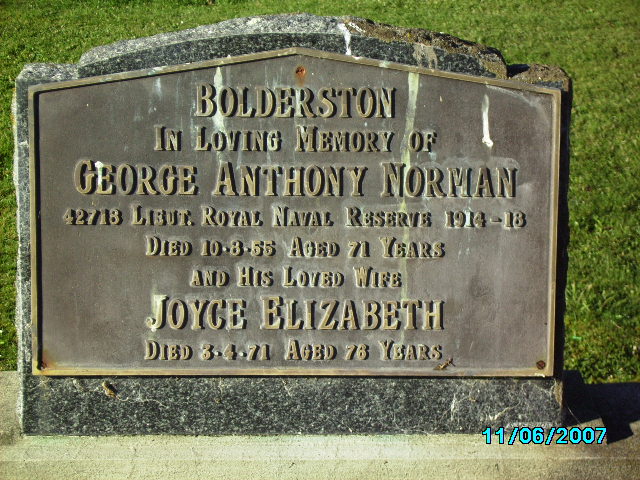 BOLDERSTON
IN LOVING MEMORY OF
GEORGE ANTHONY NORMAN
42718 LIEUT. ROYAL NAVAL RESERVE 1914-18
DIED 10-8-55 AGED 71 YEARS
AND HIS LOVED WIFE
JOYCE ELIZABETH
DIED 3-4-71 AGED 76 YEARS
11/06/2007